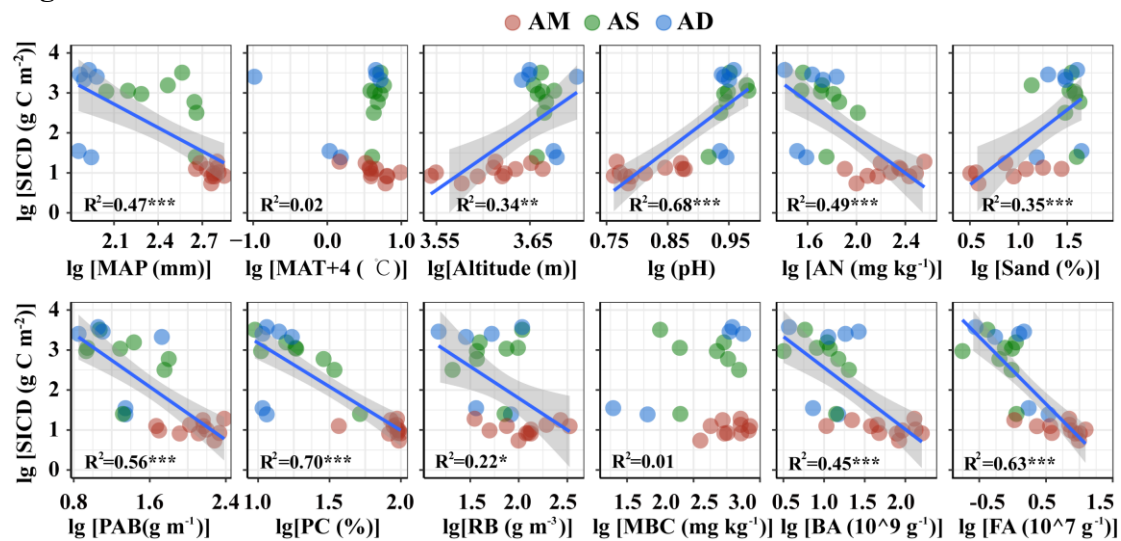 AM AS AD
lg [SICD (g C m⁻²)]
4
3
2
1
0
R²=0.47***
R²=0.02
R²=0.34**
R²=0.68***
R²=0.49***
R²=0.35***
2.1 2.4 2.7
−1.0 0.0 1.0
3.55 3.65
0.75 0.85 0.95
1.5 2.0 2.5
0.5 1.0 1.5
lg [MAP (mm)]
lg [MAT+4 ( ℃)]
lg[Altitude (m)]
lg (pH)
lg [AN (mg kg⁻¹)]
lg [Sand (%)]
lg [SICD (g C m⁻²)]
4
3
2
1
0
R²=0.56***
R²=0.70***
R²=0.22*
R²=0.01
R²=0.45***
R²=0.63***
0.8 1.6 2.4
1.0 1.5 2.0
1.5 2.0 2.5
1.5 2.0 2.5 3.0
0.5 1.0 1.5 2.0
-0.5 0.5 1.5
lg [PAB(g m⁻¹)]
lg[PC (%)]
lg[RB (g m⁻³)]
lg [MBC (mg kg⁻¹)]
lg [BA (10^9 g⁻¹)]
lg [FA (10^7 g⁻¹)]